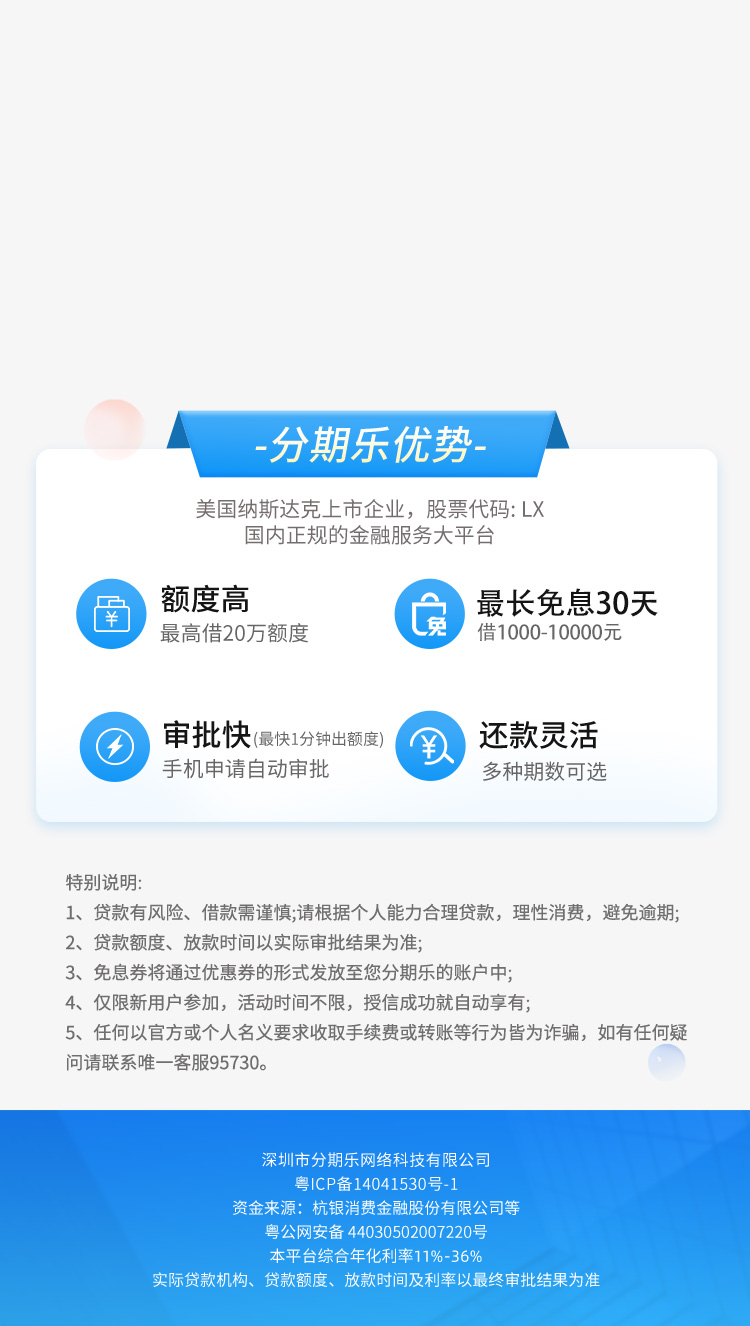 -分期乐优势-
美国纳斯达克上市企业，股票代码: LX
国内正规的金融服务大平台
额度高
最高借20万额度
免
最长免息30天
借1000-10000元
审批快(最快1分钟出额度)
手机申请自动审批
还款灵活
多种期数可选
特别说明:
1、贷款有风险、借款需谨慎;请根据个人能力合理贷款，理性消费，避免逾期;
2、贷款额度、放款时间以实际审批结果为准;
3、免息券将通过优惠券的形式发放至您分期乐的账户中;
4、仅限新用户参加，活动时间不限，授信成功就自动享有;
5、任何以官方或个人名义要求收取手续费或转账等行为皆为诈骗，如有任何疑
问请联系唯一客服95730。
深圳市分期乐网络科技有限公司
粤ICP备14041530号-1
资金来源：杭银消费金融股份有限公司等
粤公网安备 44030502007220号
本平台综合年化利率11%-36%
实际贷款机构、贷款额度、放款时间及利率以最终审批结果为准